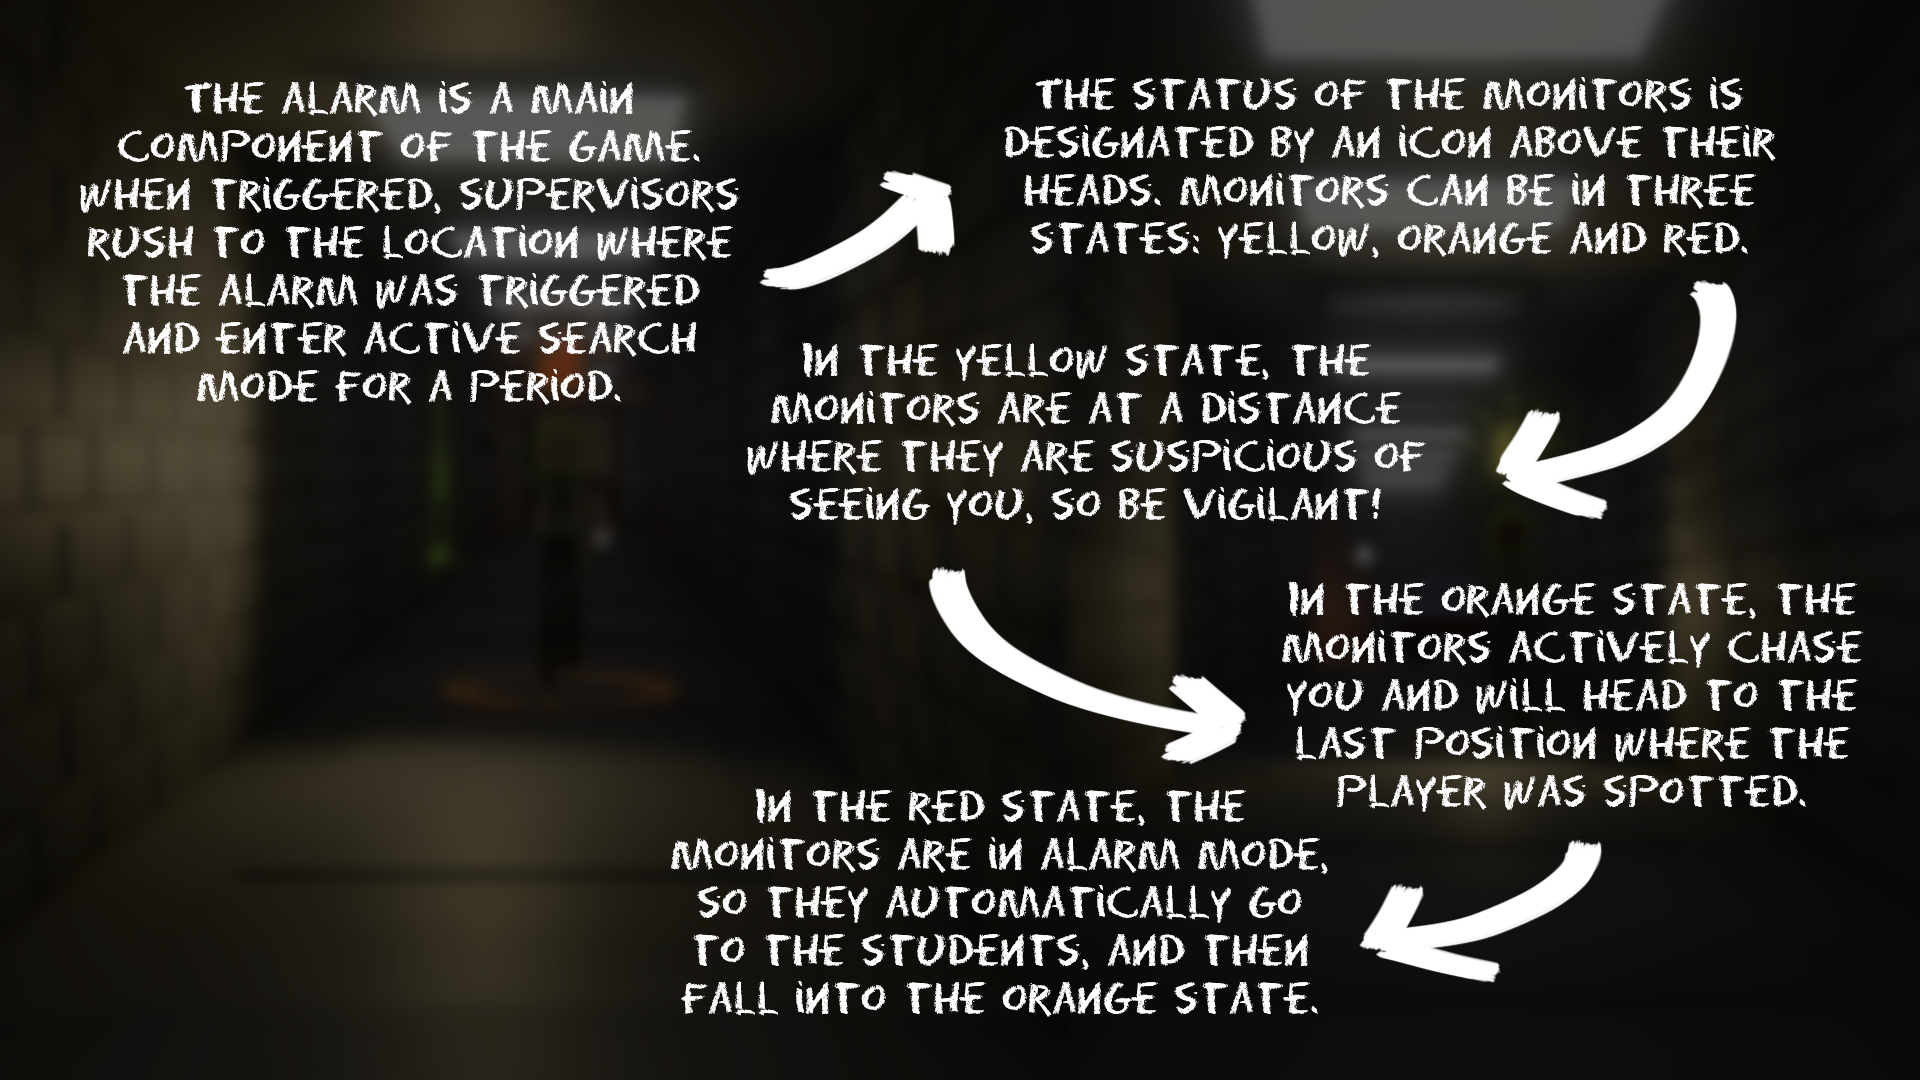 THE ALARM IS A MAIN
COMPONENT OF THE GAME.
WHEN TRIGGERED, SUPERVISORS
RUSH TO THE LOCATION WHERE
THE ALARM WAS TRIGGERED
AND ENTER ACTIVE SEARCH
MODE FOR A PERIOD.
THE STATUS OF THE MONITORS IS
DESIGNATED BY AN ICON ABOVE THEIR
HEADS. MONITORS CAN BE IN THREE
STATES: YELLOW, ORANGE AND RED.
IN THE YELLOW STATE, THE
MONITORS ARE AT A DISTANCE
WHERE THEY ARE SUSPICIOUS OF
SEEING YOU, SO BE VIGILANT!
IN THE ORANGE STATE, THE
MONITORS ACTIVELY CHASE
YOU AND WILL HEAD TO THE
LAST POSITION WHERE THE
PLAYER WAS SPOTTED.
IN THE RED STATE, THE
MONITORS ARE IN ALARM MODE,
SO THEY AUTOMATICALLY GO
TO THE STUDENTS, AND THEN
FALL INTO THE ORANGE STATE.